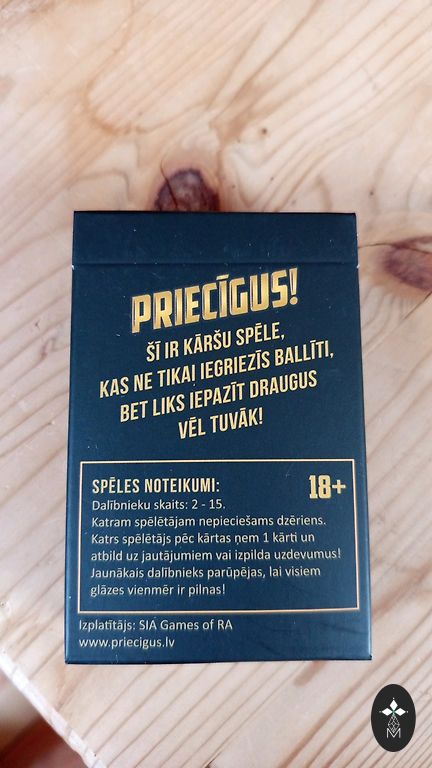 PRIECĪGUS!
ŠĪ IR KĀRŠU SPĒLE,
KAS NE TIKAI IEGRIEZĪS BALLĪTI,
BET LIKS IEPAZĪT DRAUGUS
VĒL TUVĀK!
SPĒLES NOTEIKUMI:
18+
Dalībnieku skaits: 2 - 15.
Katram spēlētājam nepieciešams dzēriens.
Katrs spēlētājs pēc kārtas ņem 1 kārti un
atbild uz jautājumiem vai izpilda uzdevumus!
Jaunākais dalībnieks parūpējas, lai visiem
glāzes vienmēr ir pilnas!
Izplatītājs: SIA Games of RA
www.priecigus.lv
M